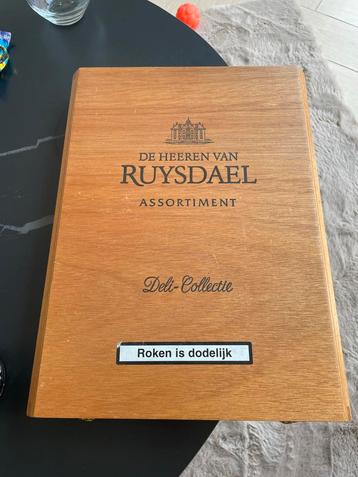 DE HEEREN VAN
RUYSDAEL
ASSORTIMENT
Deli-Collectie
Roken is dodelijk